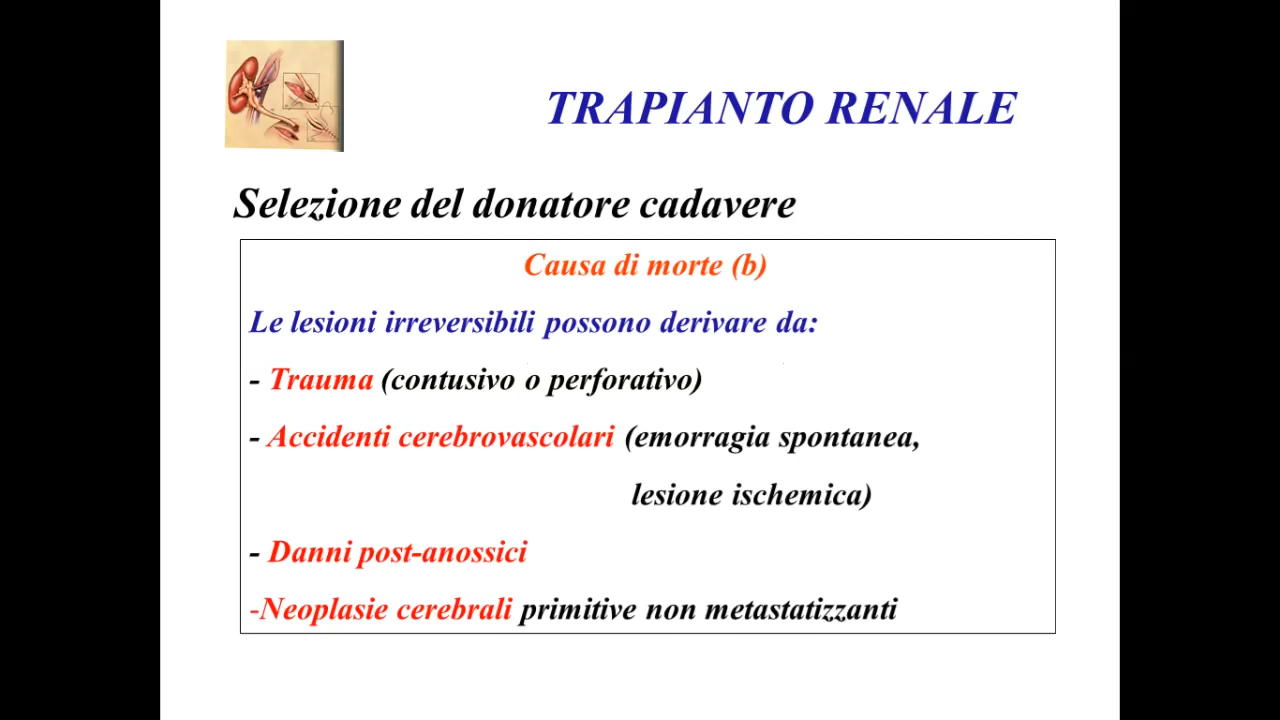 TRAPIANTO RENALE
Selezione del donatore cadavere
Causa di morte (b)
Le lesioni irreversibili possono derivare da:
- Trauma (contusivo o perforativo)
- Accidenti cerebrovascolari (emorragia spontanea,
lesione ischemica)
- Danni post-anossici
-Neoplasie cerebrali primitive non metastatizzanti